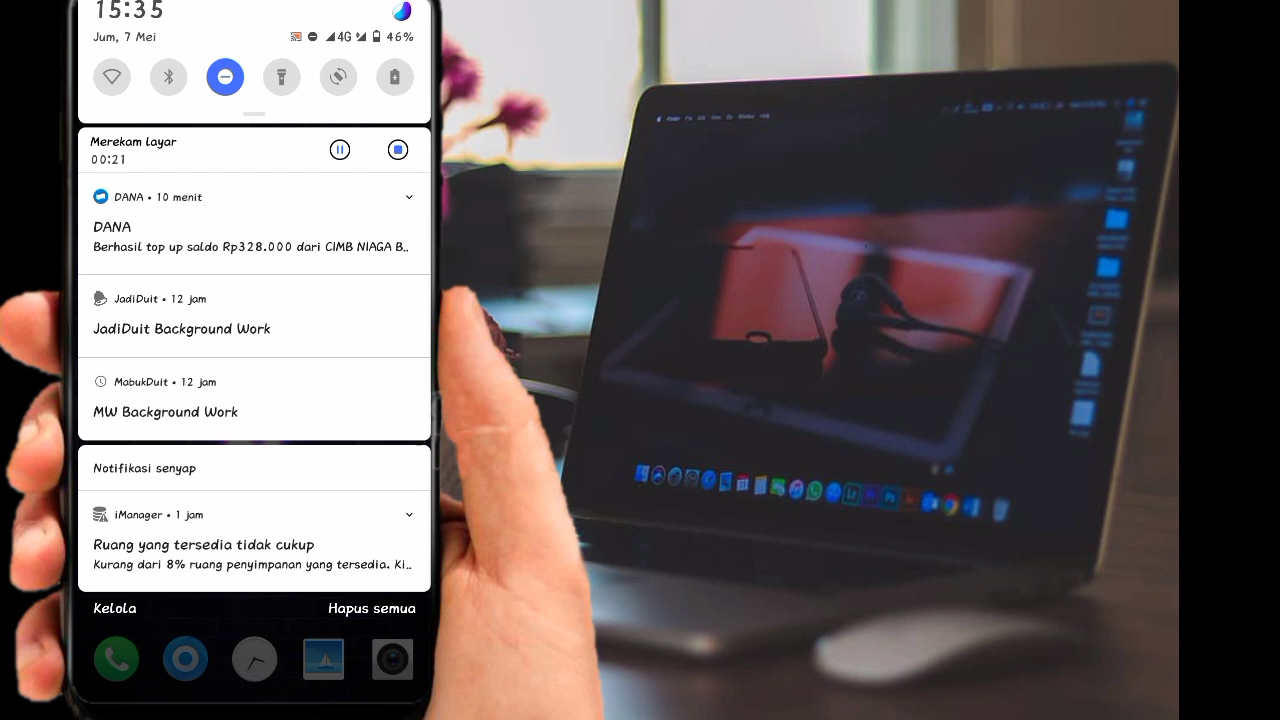 15:35
Jum, 7 Mei
4G 46%
Merekam layar
00:21
DANA • 10 menit
DANA
Berhasil top up saldo Rp328.000 dari CIMB NIAGA B..
JadiDuit • 12 jam
JadiDuit Background Work
MabukDuit • 12 jam
MW Background Work
Notifikasi senyap
iManager • 1 jam
Ruang yang tersedia tidak cukup
Kurang dari 8% ruang penyimpanan yang tersedia. Ki..
Kelola
Hapus semua